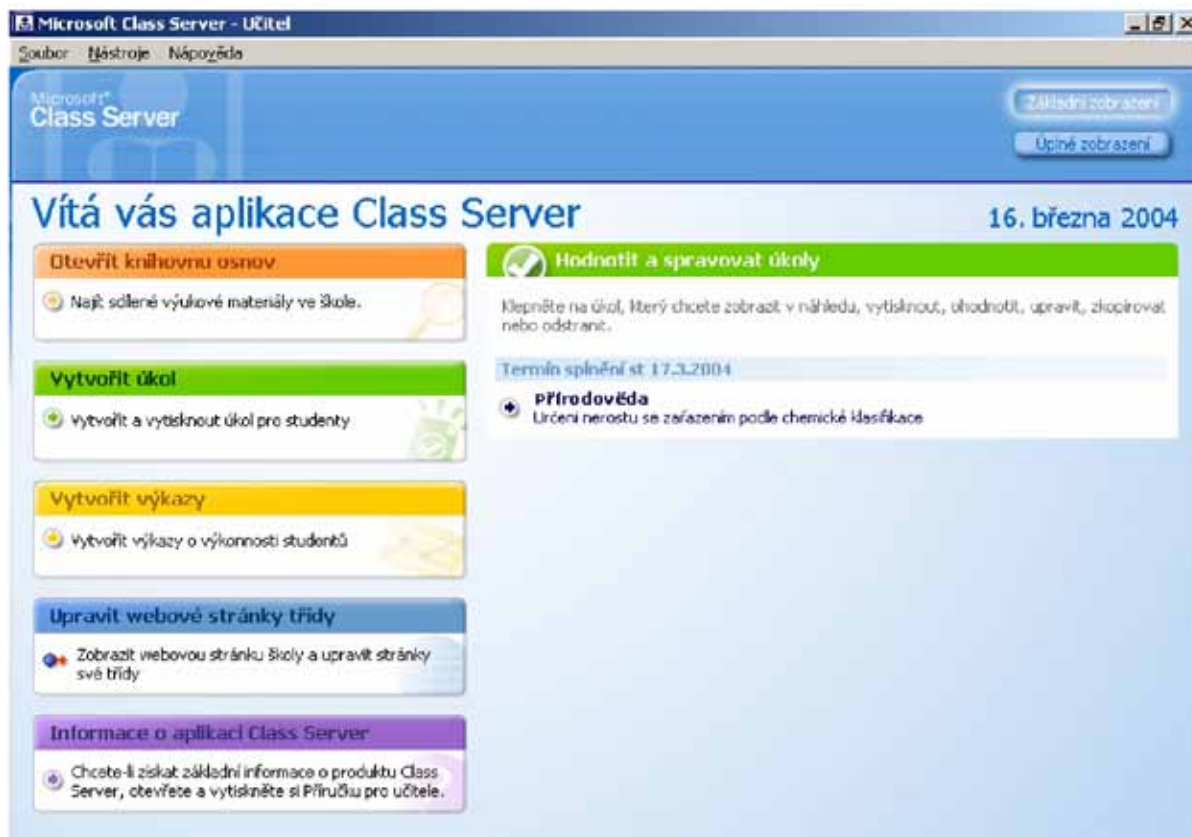 Microsoft Class Server - Učitel
Soubor Nástroje Nápověda
Microsoft®
Class Server
Základní zobrazení
Úplné zobrazení
Vítá vás aplikace Class Server
16. března 2004
Otevřít knihovnu osnov
Najít sdílené výukové materiály ve škole.
Vytvořit úkol
Vytvořit a vytisknout úkol pro studenty
Vytvořit výkazy
Vytvořit výkazy o výkonnosti studentů
Upravit webové stránky třídy
Zobrazit webovou stránku školy a upravit stránky
své třídy
Informace o aplikaci Class Server
Chcete-li získat základní informace o produktu Class
Server, otevřete a vytiskněte si Příručku pro učitele.
Hodnotit a spravovat úkoly
Klepněte na úkol, který chcete zobrazit v náhledu, vytisknout, ohodnotit, upravit, zkopírovat
nebo odstranit.
Termín splnění st 17.3.2004
Přírodověda
Určení nerostu se zařazením podle chemické klasifikace